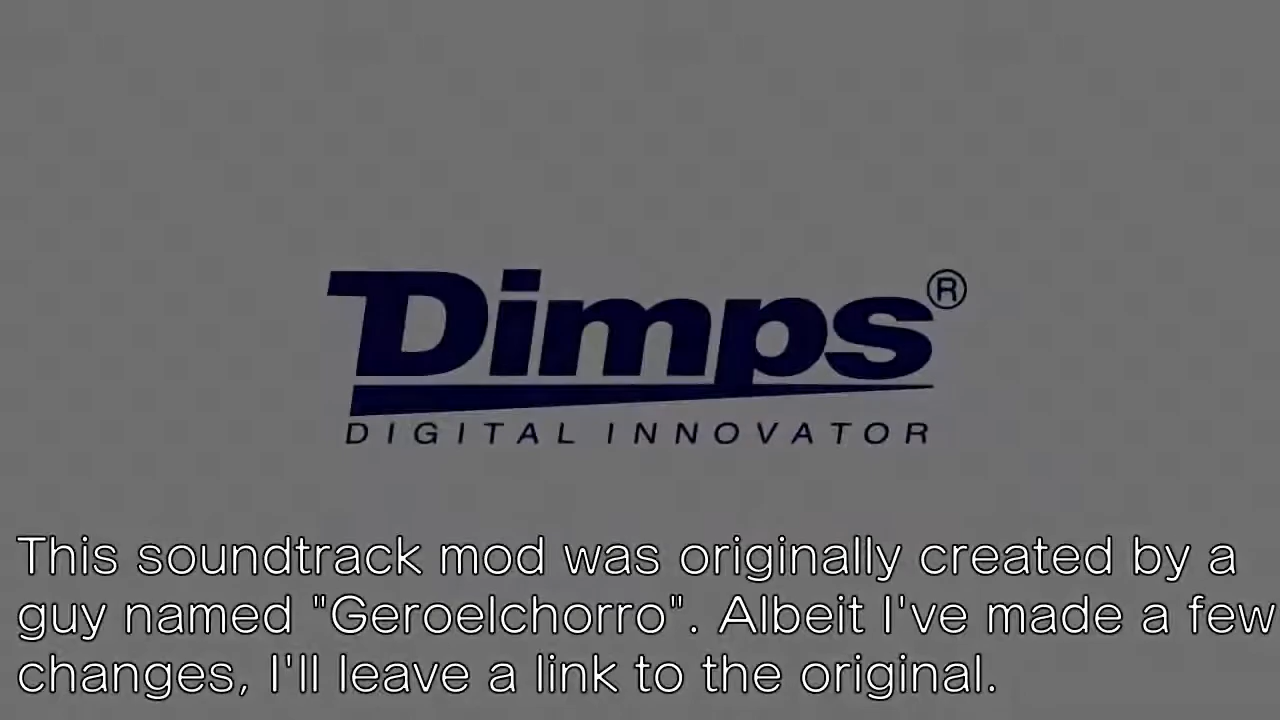 Dimps®
DIGITAL INNOVATOR
This soundtrack mod was originally created by a
guy named "Geroelchorro". Albeit I've made a few
changes, I'll leave a link to the original.